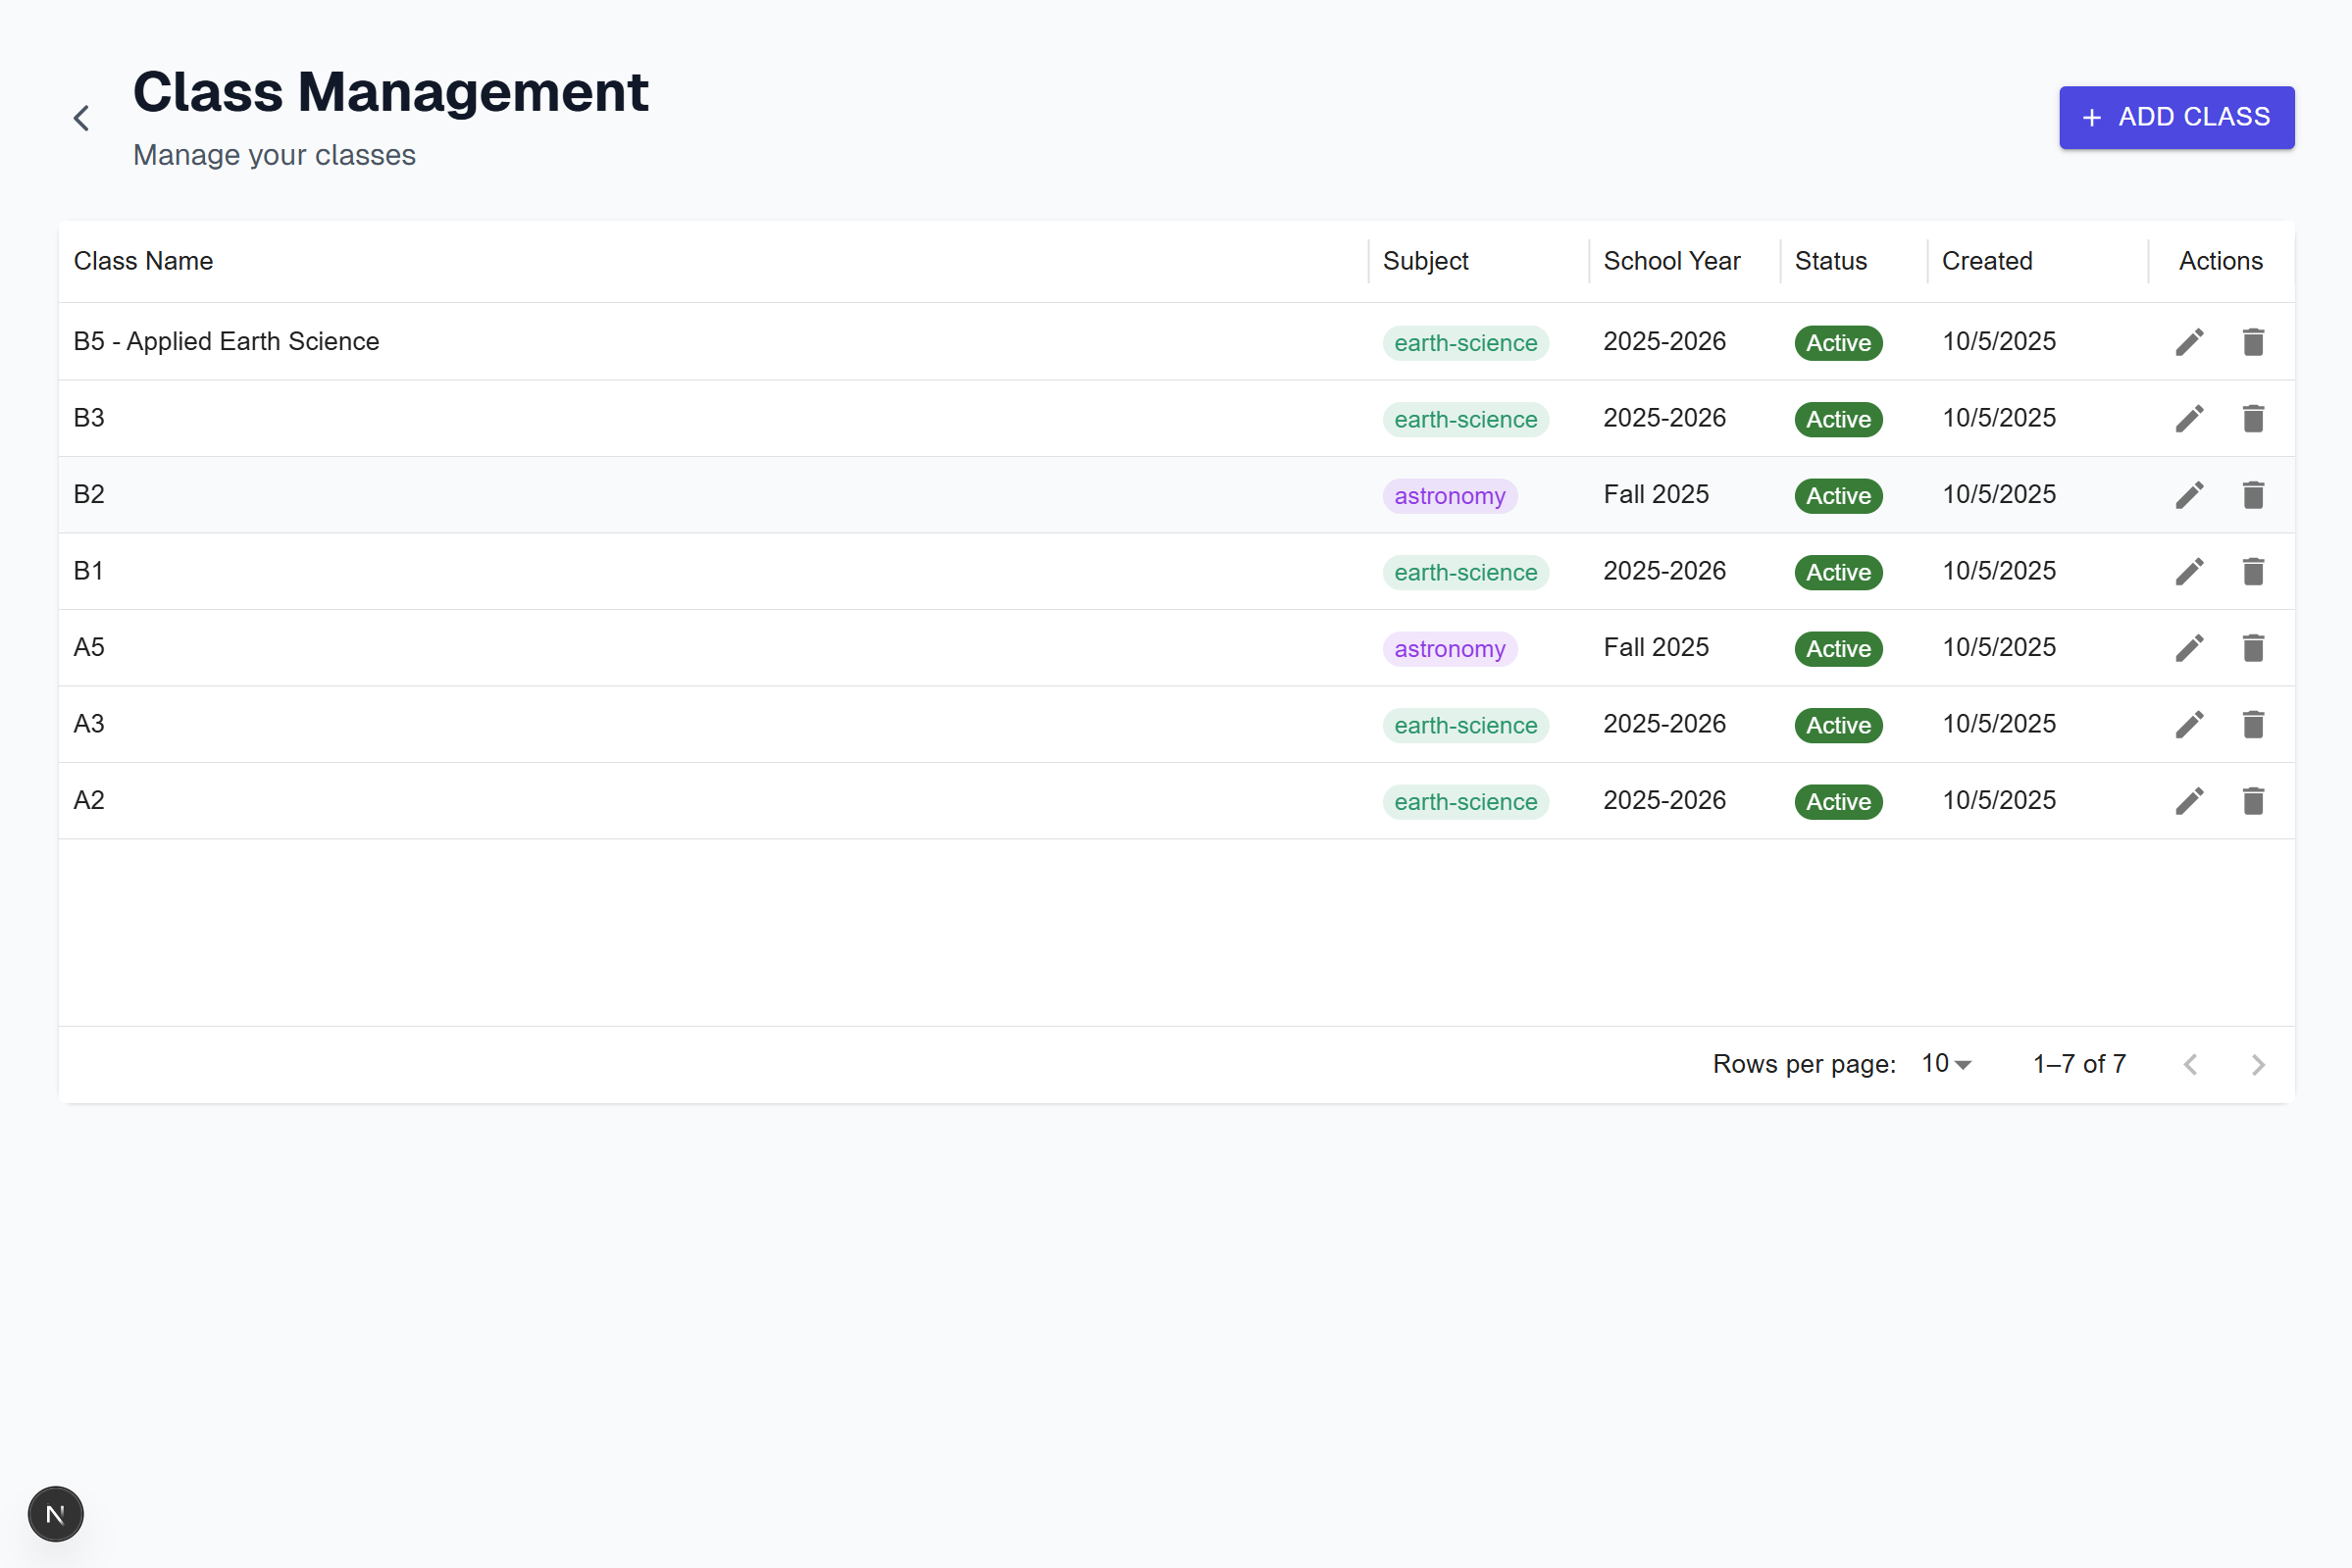 Class Management
Manage your classes
+ ADD CLASS
Class Name Subject School Year Status Created Actions
B5 - Applied Earth Science earth-science 2025-2026 Active 10/5/2025
B3 earth-science 2025-2026 Active 10/5/2025
B2 astronomy Fall 2025 Active 10/5/2025
B1 earth-science 2025-2026 Active 10/5/2025
A5 astronomy Fall 2025 Active 10/5/2025
A3 earth-science 2025-2026 Active 10/5/2025
A2 earth-science 2025-2026 Active 10/5/2025
Rows per page: 10 1–7 of 7
N